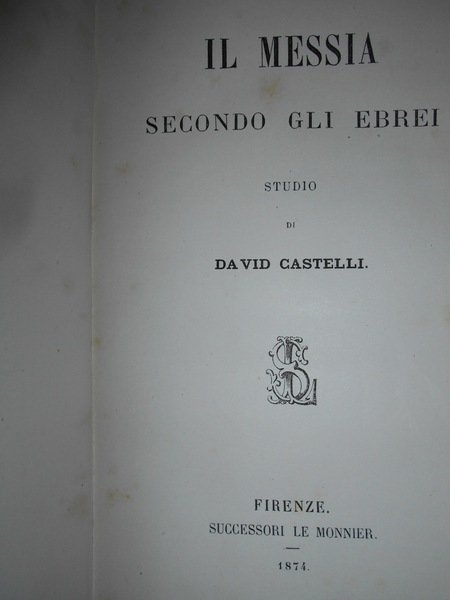 IL MESSIA
SECONDO GLI EBREI
STUDIO
DI
DAVID CASTELLI.
FIRENZE.
SUCCESSORI LE MONNIER.
1874.